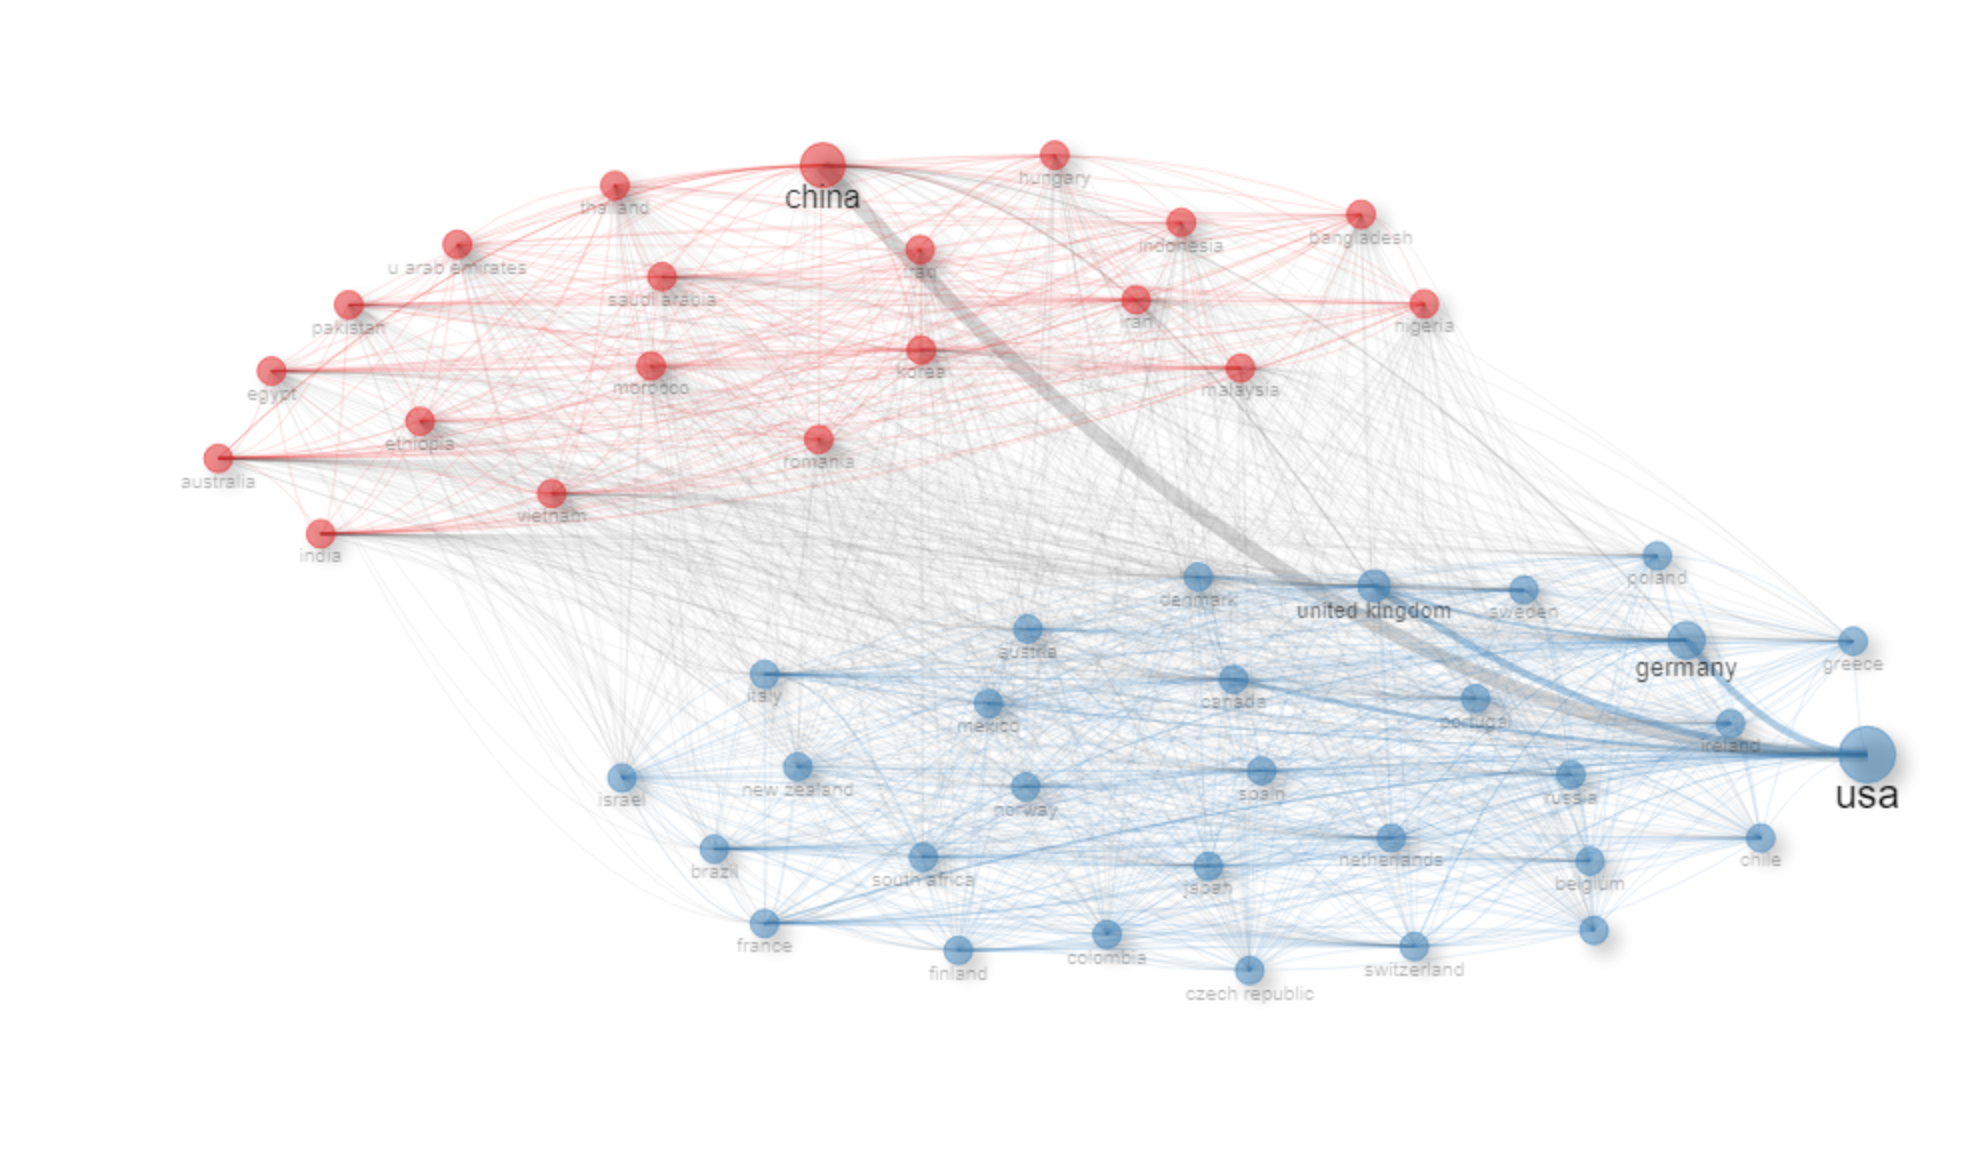 hungary
china
thailand
bangladesh
indonesia
u arab emirates
iraq
saudi arabia
pakistan
iran
nigeria
korea
morocco
malaysia
egypt
ethiopia
romania
australia
vietnam
india
poland
denmark
united kingdom
sweden
austria
germany
greece
italy
canada
mexico
portugal
ireland
usa
israel
new zealand
spain
russia
norway
brazil
south africa
japan
netherlands
belgium
chile
france
finland
colombia
switzerland
czech republic